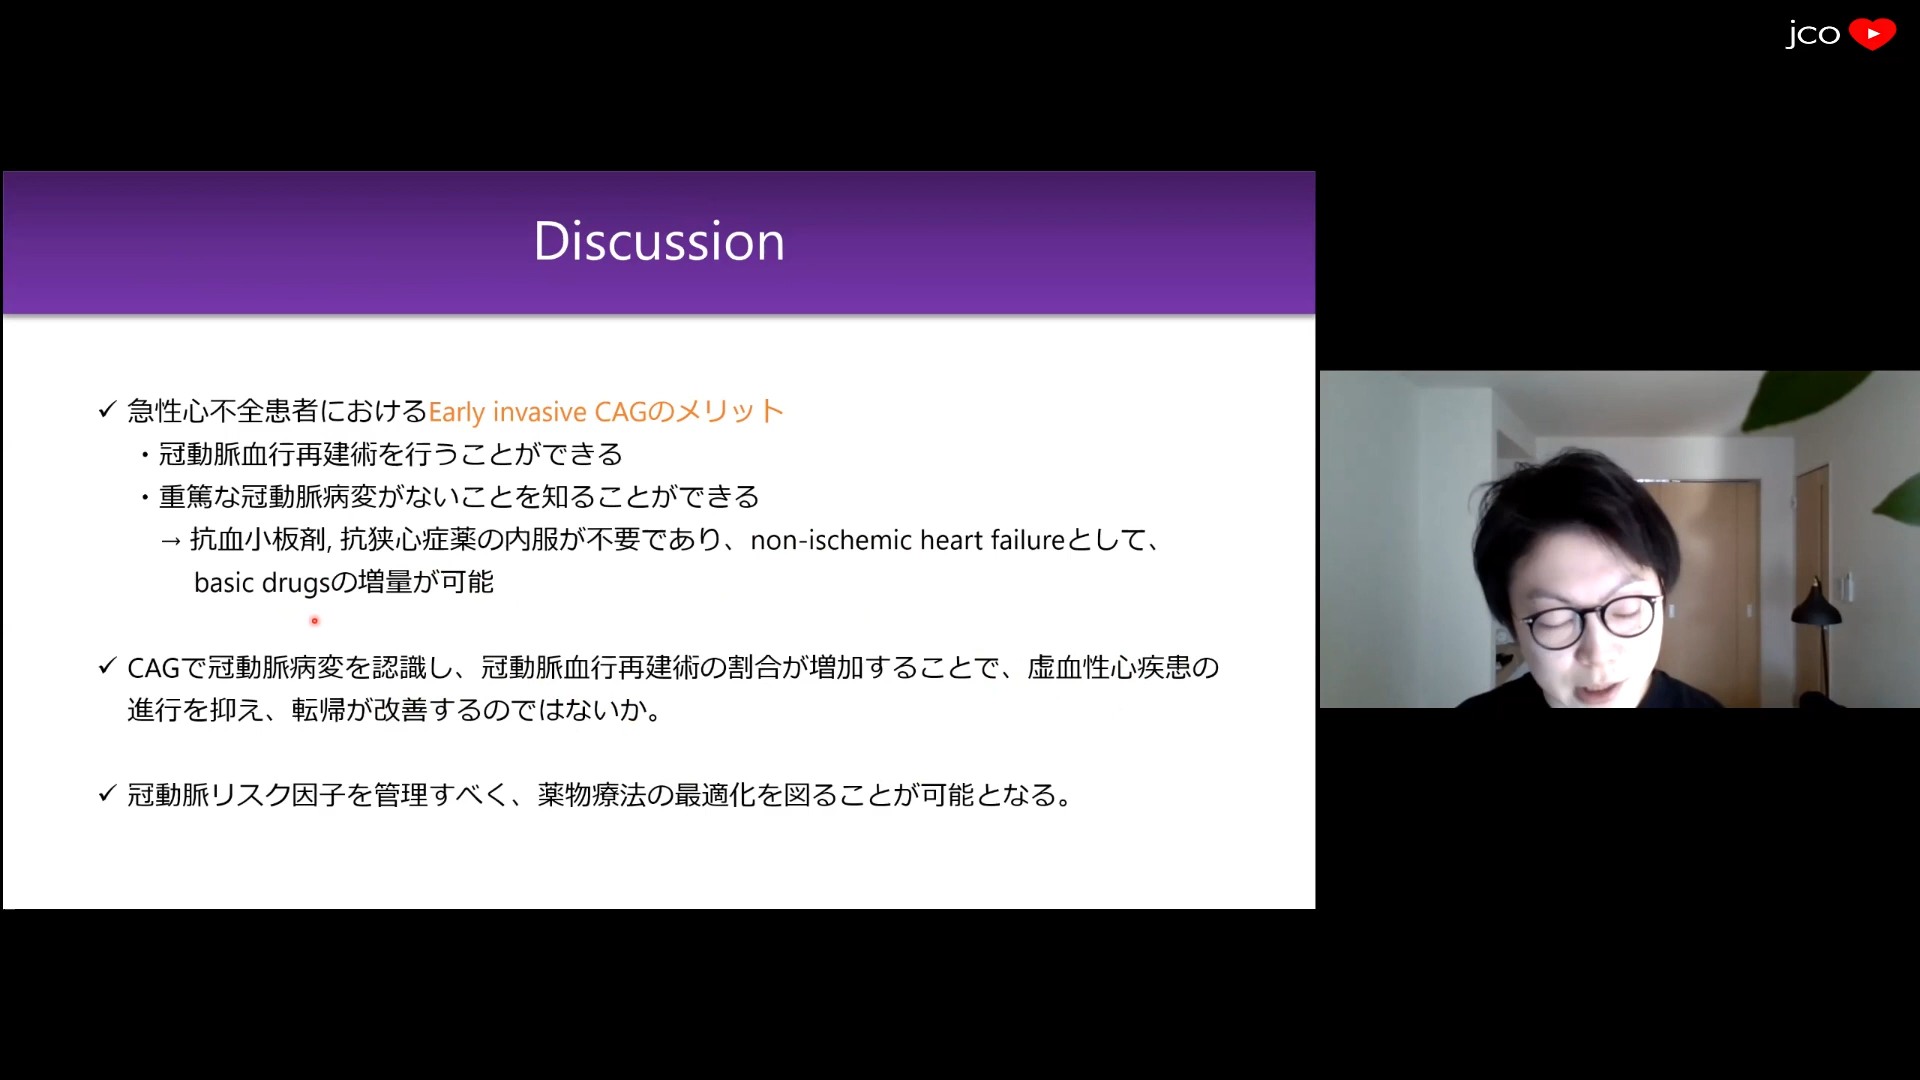 jco
Discussion
✓ 急性心不全患者におけるEarly invasive CAGのメリット
・冠動脈血行再建術を行うことができる
・重篤な冠動脈病変がないことを知ることができる
→ 抗血小板剤, 抗狭心症薬の内服が不要であり、non-ischemic heart failureとして、
basic drugsの増量が可能
✓ CAGで冠動脈病変を認識し、冠動脈血行再建術の割合が増加することで、虚血性心疾患の
進行を抑え、転帰が改善するのではないか。
✓ 冠動脈リスク因子を管理すべく、薬物療法の最適化を図ることが可能となる。